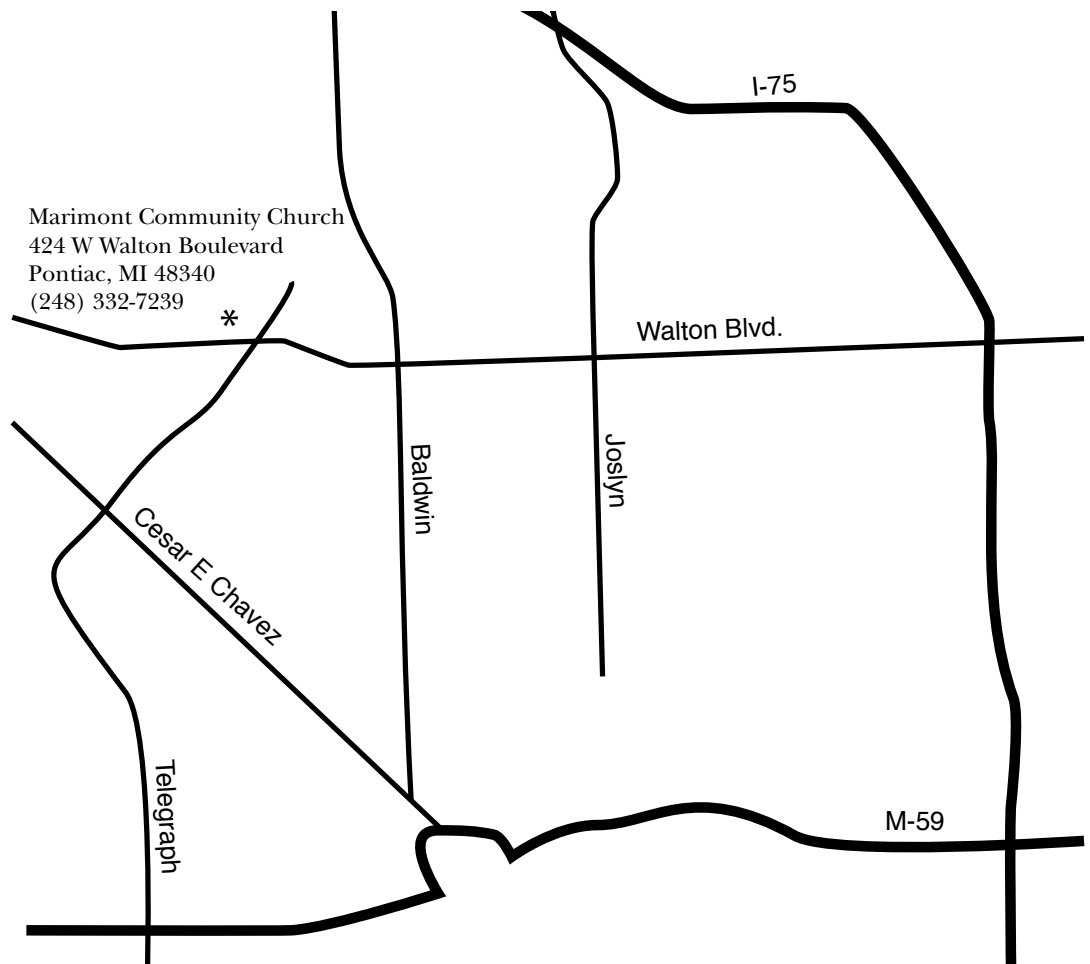 I-75
Marimont Community Church
424 W Walton Boulevard
Pontiac, MI 48340
(248) 332-7239
*
Walton Blvd.
Baldwin
Joslyn
Cesar E Chavez
Telegraph
M-59